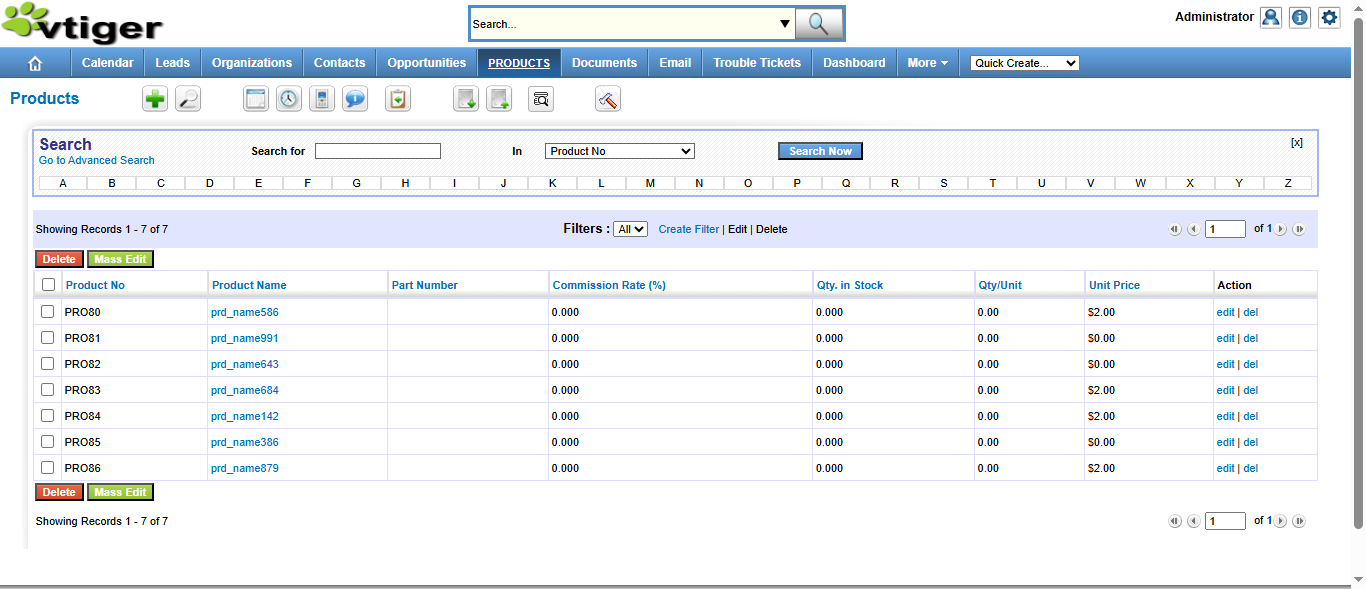 vtiger
Search...
Administrator
Calendar Leads Organizations Contacts Opportunities PRODUCTS Documents Email Trouble Tickets Dashboard More Quick Create...
Products
Search
Go to Advanced Search
Search for In Product No Search Now [x]
A B C D E F G H I J K L M N O P Q R S T U V W X Y Z
Showing Records 1 - 7 of 7 Filters : All Create Filter | Edit | Delete 1 of 1
Delete Mass Edit
Product No Product Name Part Number Commission Rate (%) Qty. in Stock Qty/Unit Unit Price Action
PRO80 prd_name586 0.000 0.000 0.00 $2.00 edit | del
PRO81 prd_name991 0.000 0.000 0.00 $0.00 edit | del
PRO82 prd_name643 0.000 0.000 0.00 $0.00 edit | del
PRO83 prd_name684 0.000 0.000 0.00 $2.00 edit | del
PRO84 prd_name142 0.000 0.000 0.00 $2.00 edit | del
PRO85 prd_name386 0.000 0.000 0.00 $0.00 edit | del
PRO86 prd_name879 0.000 0.000 0.00 $2.00 edit | del
Delete Mass Edit
Showing Records 1 - 7 of 7 1 of 1